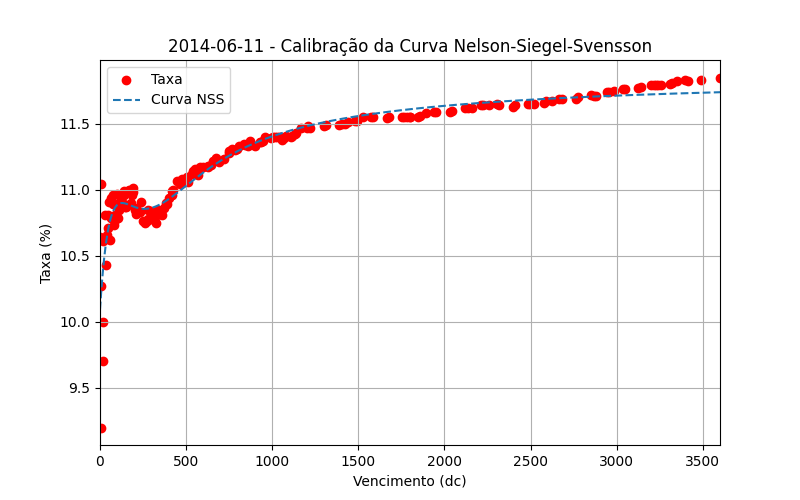 2014-06-11 - Calibração da Curva Nelson-Siegel-Svensson
Taxa
Curva NSS
Taxa (%)
11.5
11.0
10.5
10.0
9.5
0 500 1000 1500 2000 2500 3000 3500
Vencimento (dc)